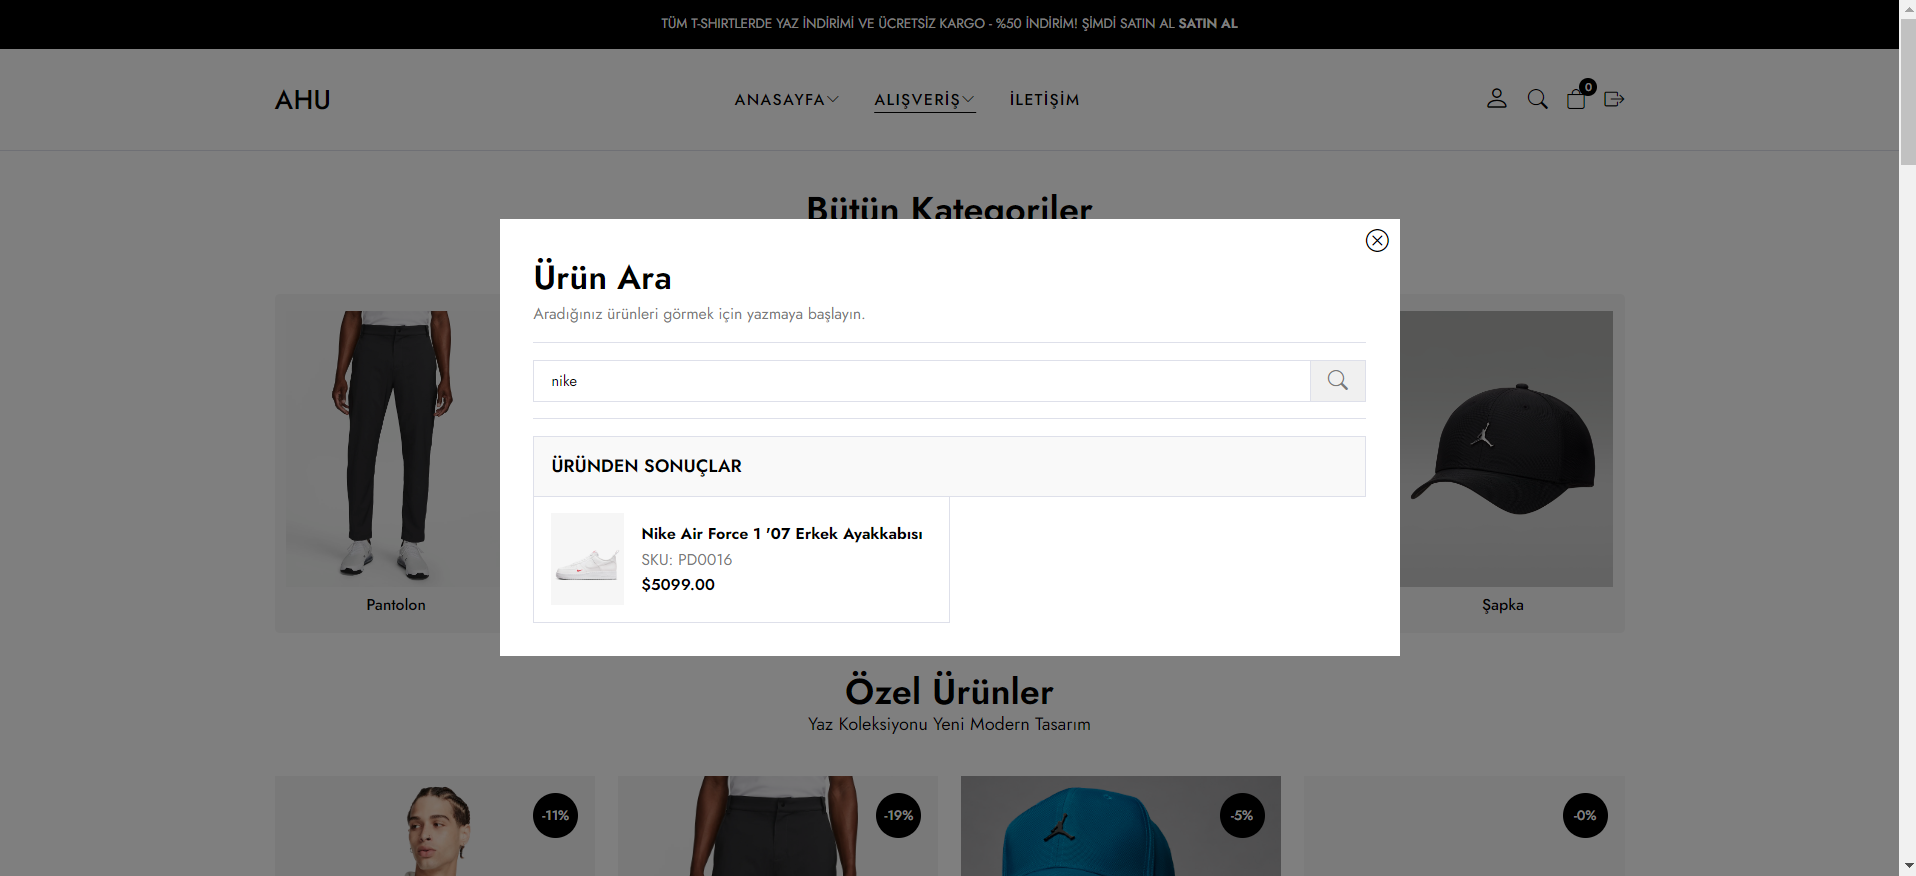 TÜM T-SHIRTLERDE YAZ İNDİRİMİ VE ÜCRETSİZ KARGO - %50 İNDİRİM! ŞİMDİ SATIN AL SATIN AL
AHU
ANASAYFA
ALIŞVERİŞ
İLETİŞİM
0
Bütün Kategoriler
Ürün Ara
Aradığınız ürünleri görmek için yazmaya başlayın.
nike
ÜRÜNDEN SONUÇLAR
Nike Air Force 1 '07 Erkek Ayakkabısı
SKU: PD0016
$5099.00
Pantolon
Şapka
Özel Ürünler
Yaz Koleksiyonu Yeni Modern Tasarım
-11%
-19%
-5%
-0%